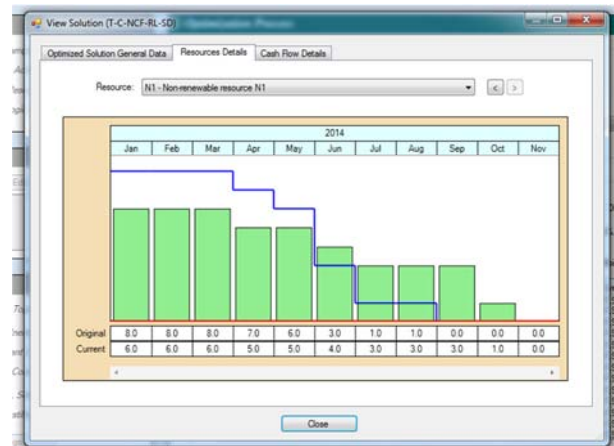 View Solution (T-C-NCF-RL-SD)
Optimized Solution General Data Resources Details Cash Flow Details
Resource: N1 - Non-renewable resource N1 < >
2014
Jan Feb Mar Apr May Jun Jul Aug Sep Oct Nov
Original 8.0 8.0 8.0 7.0 6.0 3.0 1.0 1.0 0.0 0.0 0.0
Current 6.0 6.0 6.0 5.0 5.0 4.0 3.0 3.0 3.0 1.0 0.0
Close